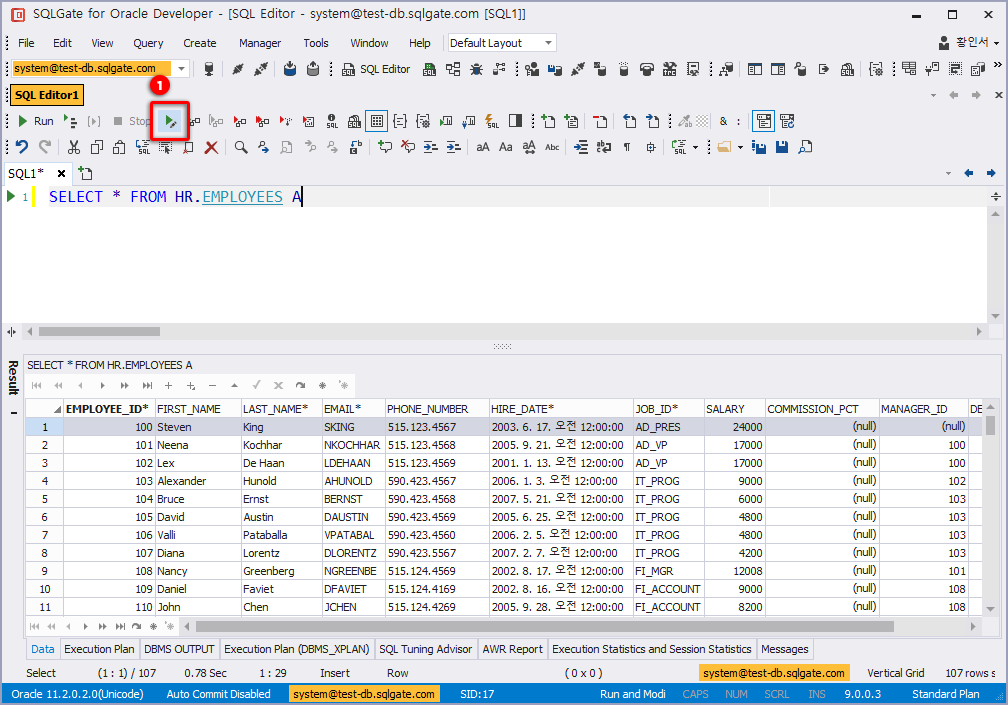 SQLGate for Oracle Developer - [SQL Editor - system@test-db.sqlgate.com [SQL1]]
File Edit View Query Create Manager Tools Window Help Default Layout 황인서
system@test-db.sqlgate.com SQL Editor
1
SQL Editor1
Run Stop
SQL1*
1 SELECT * FROM HR.EMPLOYEES A
Result
SELECT * FROM HR.EMPLOYEES A
EMPLOYEE_ID* FIRST_NAME LAST_NAME* EMAIL* PHONE_NUMBER HIRE_DATE* JOB_ID* SALARY COMMISSION_PCT MANAGER_ID DE
1 100 Steven King SKING 515.123.4567 2003. 6. 17. 오전 12:00:00 AD_PRES 24000 (null) (null)
2 101 Neena Kochhar NKOCHHAR 515.123.4568 2005. 9. 21. 오전 12:00:00 AD_VP 17000 (null) 100
3 102 Lex De Haan LDEHAAN 515.123.4569 2001. 1. 13. 오전 12:00:00 AD_VP 17000 (null) 100
4 103 Alexander Hunold AHUNOLD 590.423.4567 2006. 1. 3. 오전 12:00:00 IT_PROG 9000 (null) 102
5 104 Bruce Ernst BERNST 590.423.4568 2007. 5. 21. 오전 12:00:00 IT_PROG 6000 (null) 103
6 105 David Austin DAUSTIN 590.423.4569 2005. 6. 25. 오전 12:00:00 IT_PROG 4800 (null) 103
7 106 Valli Pataballa VPATABAL 590.423.4560 2006. 2. 5. 오전 12:00:00 IT_PROG 4800 (null) 103
8 107 Diana Lorentz DLORENTZ 590.423.5567 2007. 2. 7. 오전 12:00:00 IT_PROG 4200 (null) 103
9 108 Nancy Greenberg NGREENBE 515.124.4569 2002. 8. 17. 오전 12:00:00 FI_MGR 12008 (null) 101
10 109 Daniel Faviet DFAVIET 515.124.4169 2002. 8. 16. 오전 12:00:00 FI_ACCOUNT 9000 (null) 108
11 110 John Chen JCHEN 515.124.4269 2005. 9. 28. 오전 12:00:00 FI_ACCOUNT 8200 (null) 108
Data Execution Plan DBMS OUTPUT Execution Plan (DBMS_XPLAN) SQL Tuning Advisor AWR Report Execution Statistics and Session Statistics Messages
Select (1 : 1) / 107 0.78 Sec 1 : 29 Insert Row ( 0 x 0 ) system@test-db.sqlgate.com Vertical Grid 107 rows s
Oracle 11.2.0.2.0(Unicode) Auto Commit Disabled system@test-db.sqlgate.com SID:17 Run and Modi CAPS NUM SCRL INS 9.0.0.3 Standard Plan